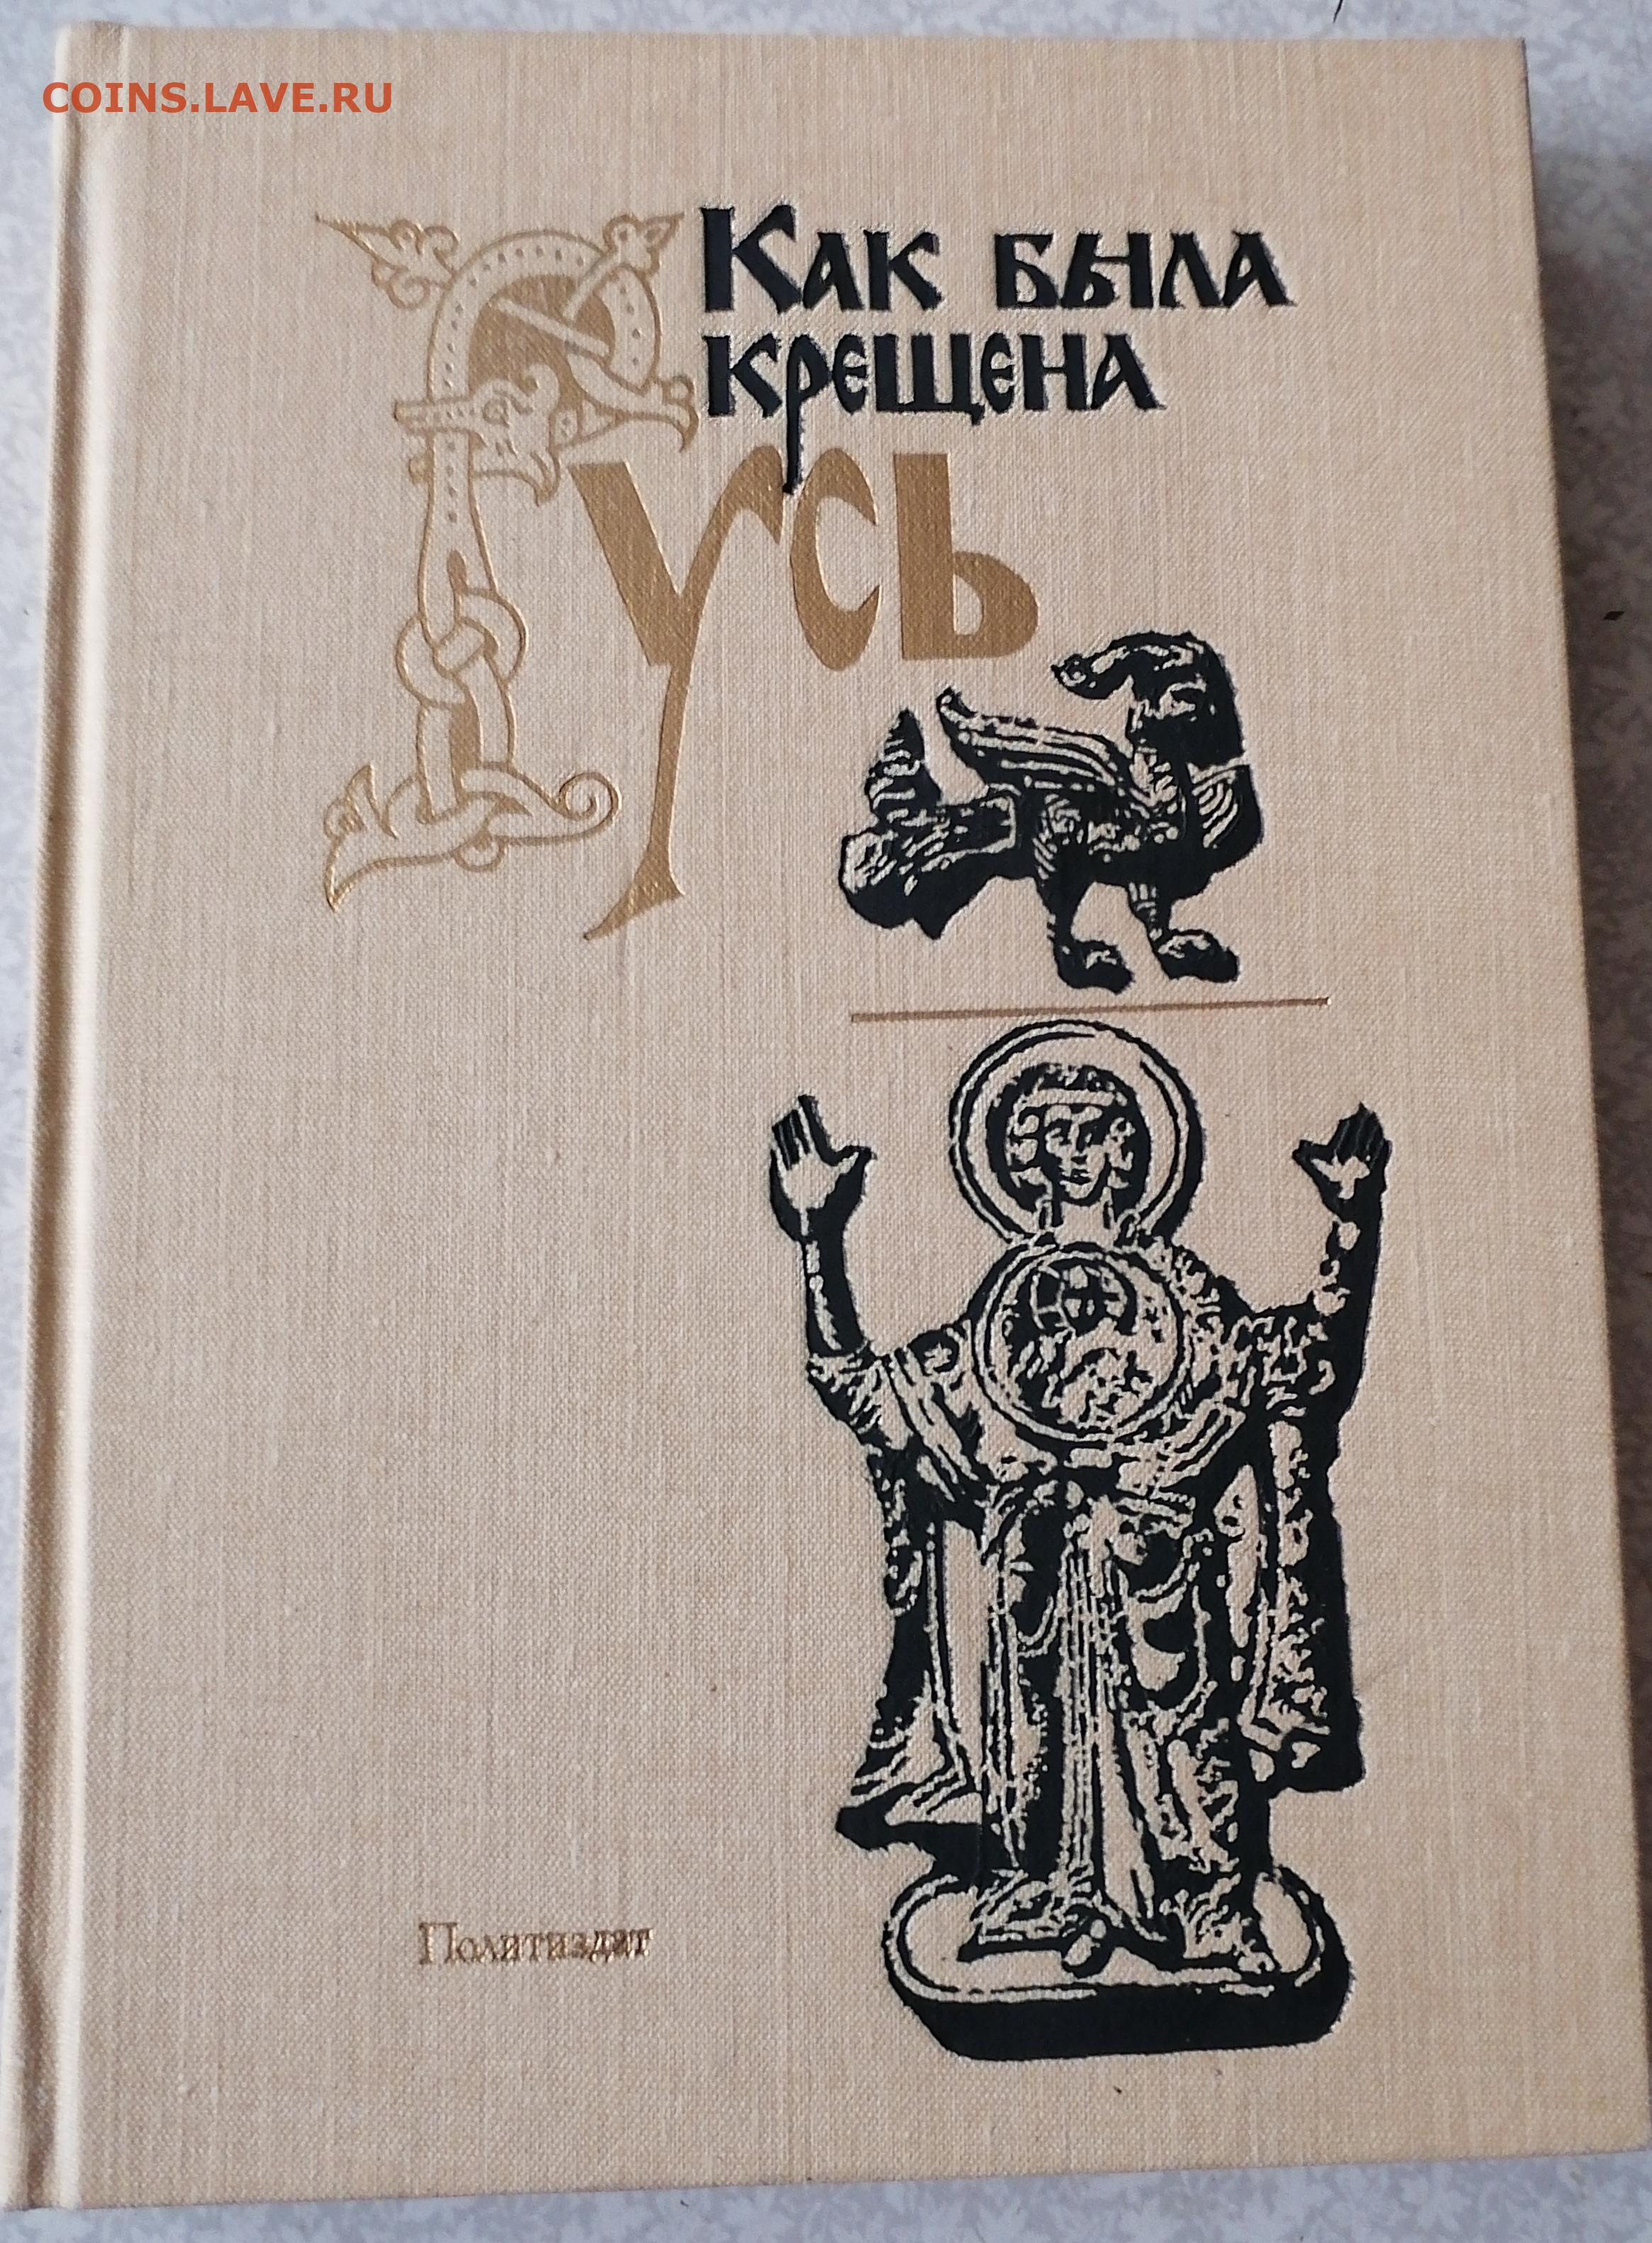 COINS.LAVE.RU
Как была
крещена
Русь
Политиздат